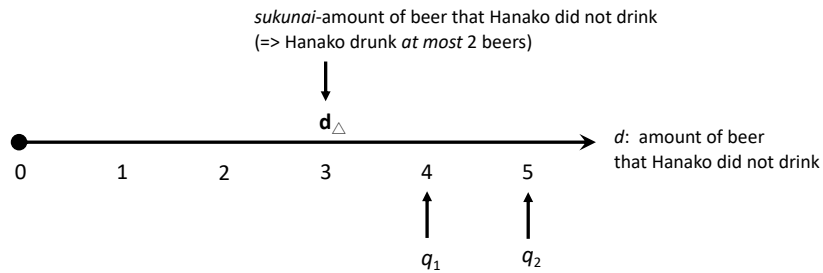 sukunai-amount of beer that Hanako did not drink
(=> Hanako drunk at most 2 beers)
d△
d: amount of beer
that Hanako did not drink
0 1 2 3 4 5
q1 q2